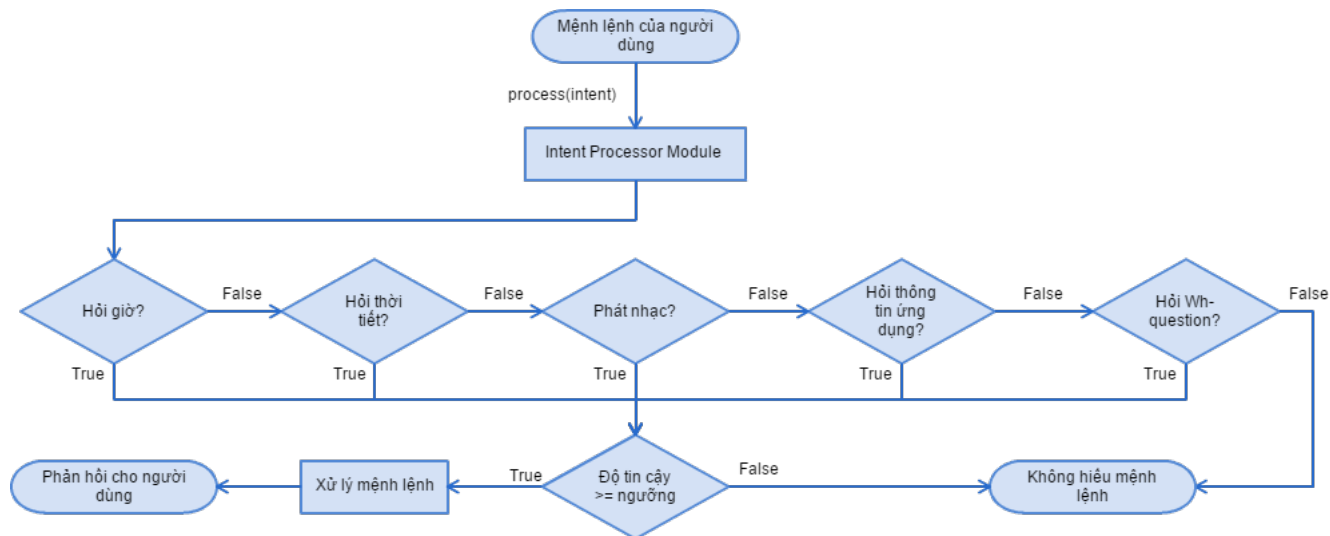 Mệnh lệnh của người
dùng
process(intent)
Intent Processor Module
Hỏi giờ?
False
Hỏi thời
tiết?
False
Phát nhạc?
False
Hỏi thông
tin ứng
dụng?
False
Hỏi Wh-
question?
False
True
True
True
True
True
Phản hồi cho người
dùng
Xử lý mệnh lệnh
True
Độ tin cậy
>= ngưỡng
False
Không hiểu mệnh
lệnh